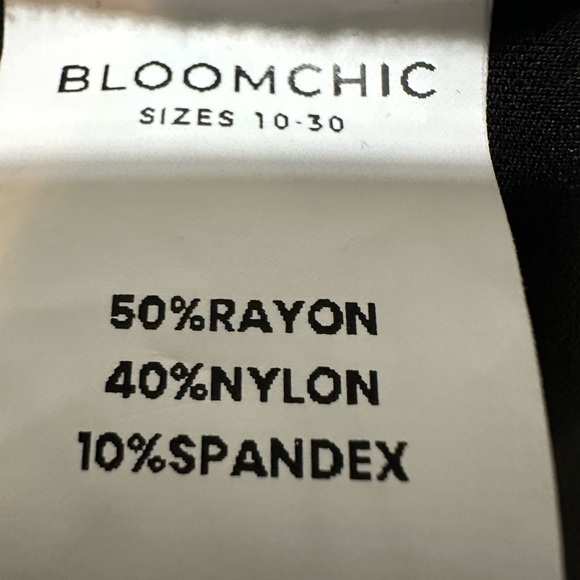 BLOOMCHIC
SIZES 10-30
50%RAYON
40%NYLON
10%SPANDEX